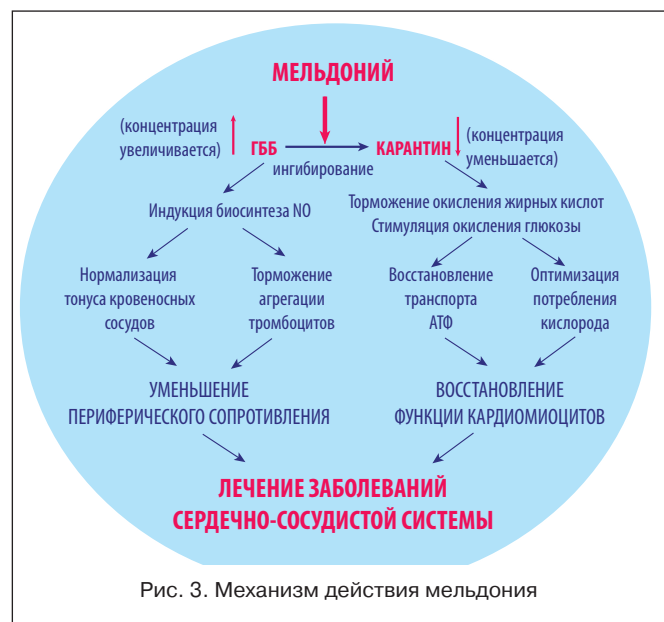 МЕЛЬДОНИЙ
(концентрация
увеличивается)
ГББ
ингибирование
КАРАНТИН
(концентрация
уменьшается)
Индукция биосинтеза NO
Торможение окисления жирных кислот
Стимуляция окисления глюкозы
Нормализация
тонуса кровеносных
сосудов
Торможение
агрегации
тромбоцитов
Восстановление
транспорта
АТФ
Оптимизация
потребления
кислорода
УМЕНЬШЕНИЕ
ПЕРИФЕРИЧЕСКОГО СОПРОТИВЛЕНИЯ
ВОССТАНОВЛЕНИЕ
ФУНКЦИИ КАРДИОМИОЦИТОВ
ЛЕЧЕНИЕ ЗАБОЛЕВАНИЙ
СЕРДЕЧНО-СОСУДИСТОЙ СИСТЕМЫ
Рис. 3. Механизм действия мельдония